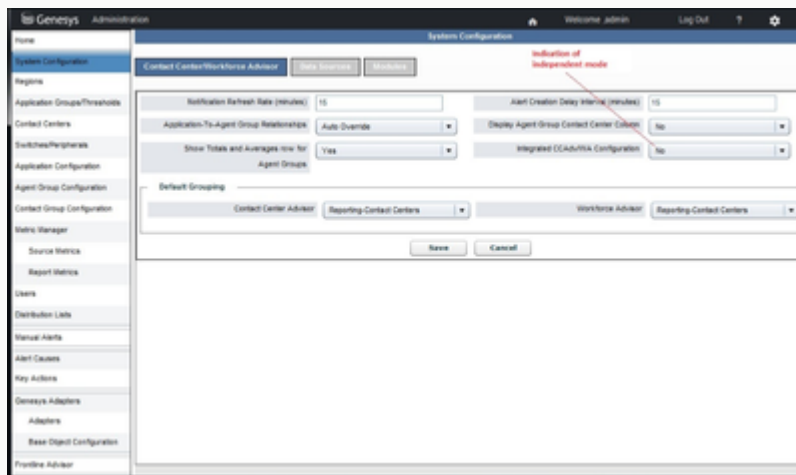 Genesys Administration Welcome ,admin Log Out ?
System Configuration
Home
System Configuration
Regions
Application Groups/Thresholds
Contact Centers
Switches/Peripherals
Application Configuration
Agent Group Configuration
Contact Group Configuration
Metric Manager
Source Metrics
Report Metrics
Users
Distribution Lists
Manual Alerts
Alert Causes
Key Actions
Genesys Adapters
Adapters
Base Object Configuration
Frontline Advisor
Indication of
independent mode
Contact Center/Workforce Advisor Data Sources Modules
Notification Refresh Rate (minutes) 15 Alert Creation Delay Interval (minutes) 15
Application-To-Agent Group Relationships Auto Override Display Agent Group Contact Center Column No
Show Totals and Averages row for Agent Groups Yes Integrated CCAdv/WA Configuration No
Default Grouping
Contact Center Advisor Reporting-Contact Centers Workforce Advisor Reporting-Contact Centers
Save Cancel